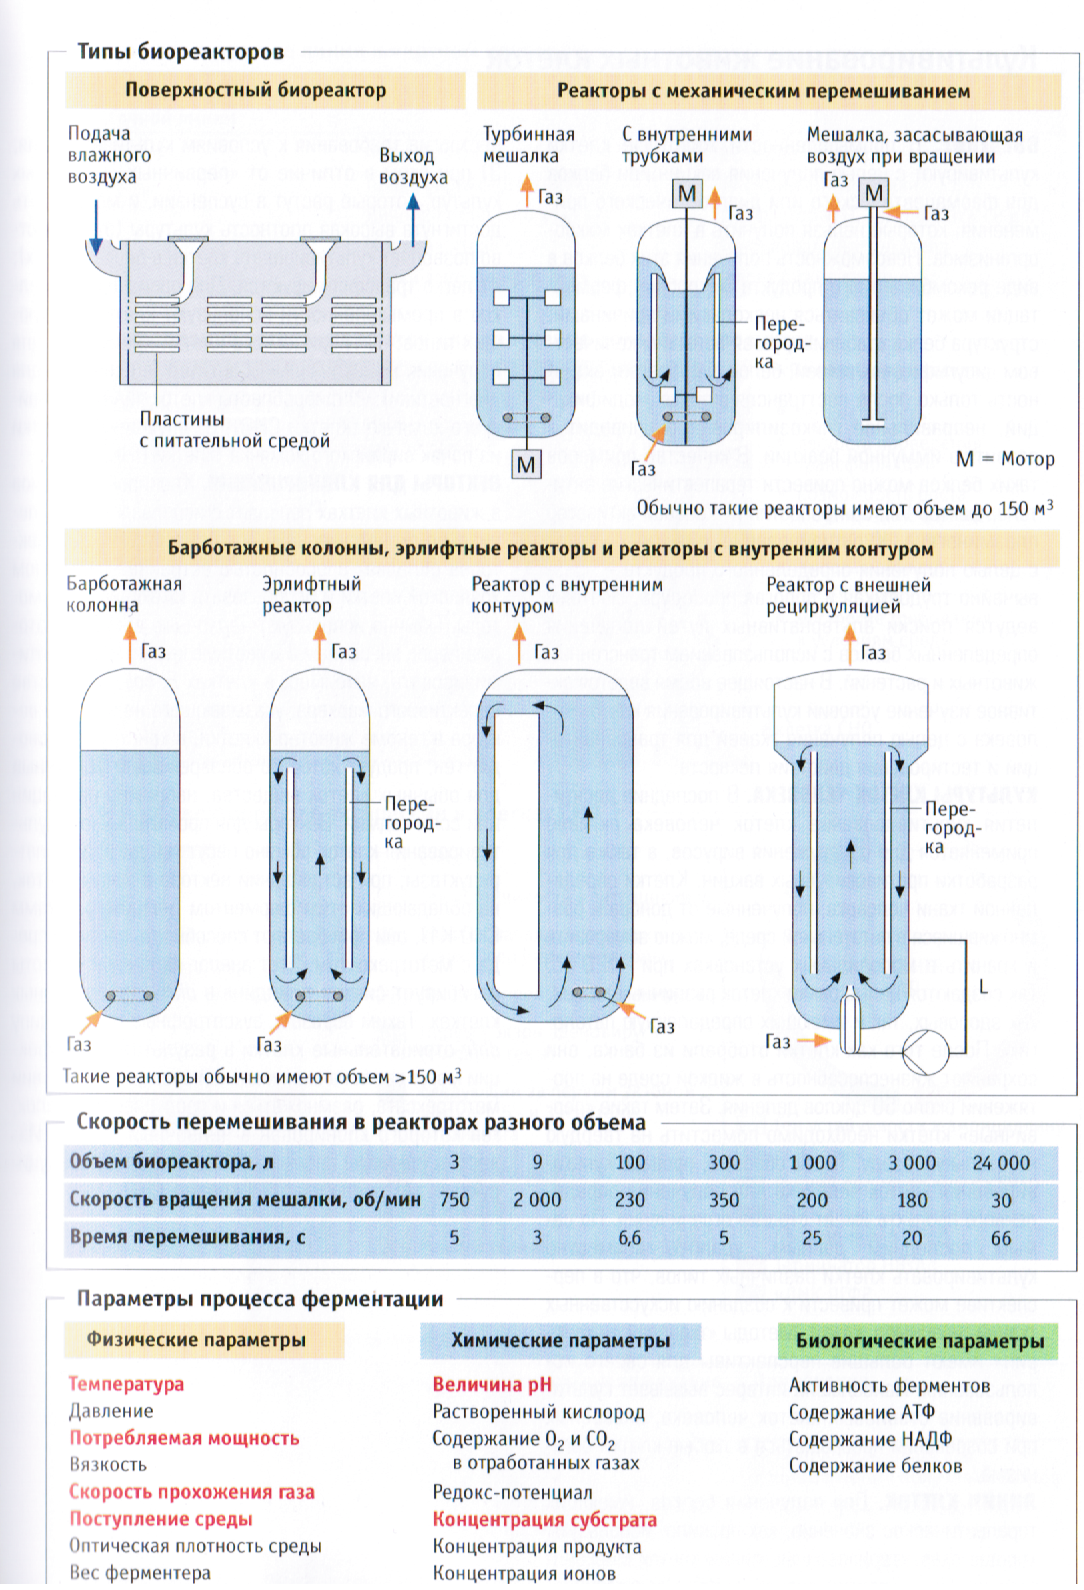 Типы биореакторов
Поверхностный биореактор
Реакторы с механическим перемешиванием
Подача
влажного
воздуха
Выход
воздуха
Пластины
с питательной средой
Турбинная
мешалка
Газ
M
С внутренними
трубками
M
Газ
Пере-
город-
ка
Газ
Мешалка, засасывающая
воздух при вращении
Газ
M
Газ
M = Мотор
Обычно такие реакторы имеют объем до 150 м³
Барботажные колонны, эрлифтные реакторы и реакторы с внутренним контуром
Барботажная
колонна
Газ
Газ
Эрлифтный
реактор
Газ
Пере-
город-
ка
Газ
Реактор с внутренним
контуром
Газ
Газ
Реактор с внешней
рециркуляцией
Газ
Пере-
город-
ка
L
Газ
Такие реакторы обычно имеют объем >150 м³
Скорость перемешивания в реакторах разного объема
Объем биореактора, л 3 9 100 300 1 000 3 000 24 000
Скорость вращения мешалки, об/мин 750 2 000 230 350 200 180 30
Время перемешивания, с 5 3 6,6 5 25 20 66
Параметры процесса ферментации
Физические параметры
Температура
Давление
Потребляемая мощность
Вязкость
Скорость прохожения газа
Поступление среды
Оптическая плотность среды
Вес ферментера
Химические параметры
Величина pH
Растворенный кислород
Содержание O₂ и CO₂
в отработанных газах
Редокс-потенциал
Концентрация субстрата
Концентрация продукта
Концентрация ионов
Биологические параметры
Активность ферментов
Содержание АТФ
Содержание НАДФ
Содержание белков